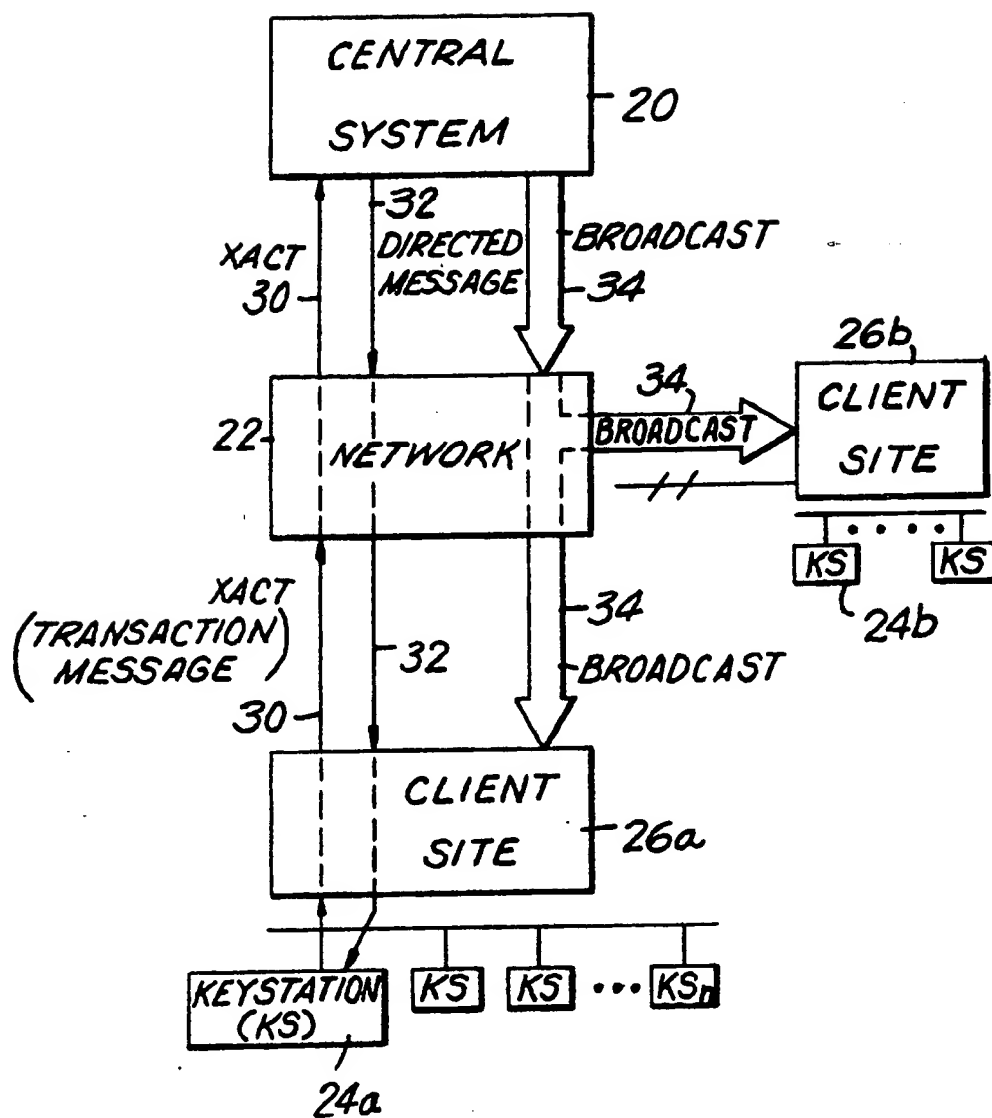 CENTRAL
SYSTEM
20
XACT
30
32
DIRECTED
MESSAGE
BROADCAST
34
26b
CLIENT
SITE
34
BROADCAST
22
NETWORK
KS
KS
24b
XACT
(TRANSACTION
MESSAGE)
30
32
34
BROADCAST
CLIENT
SITE
26a
KEYSTATION
(KS)
KS
KS
KSn
24a